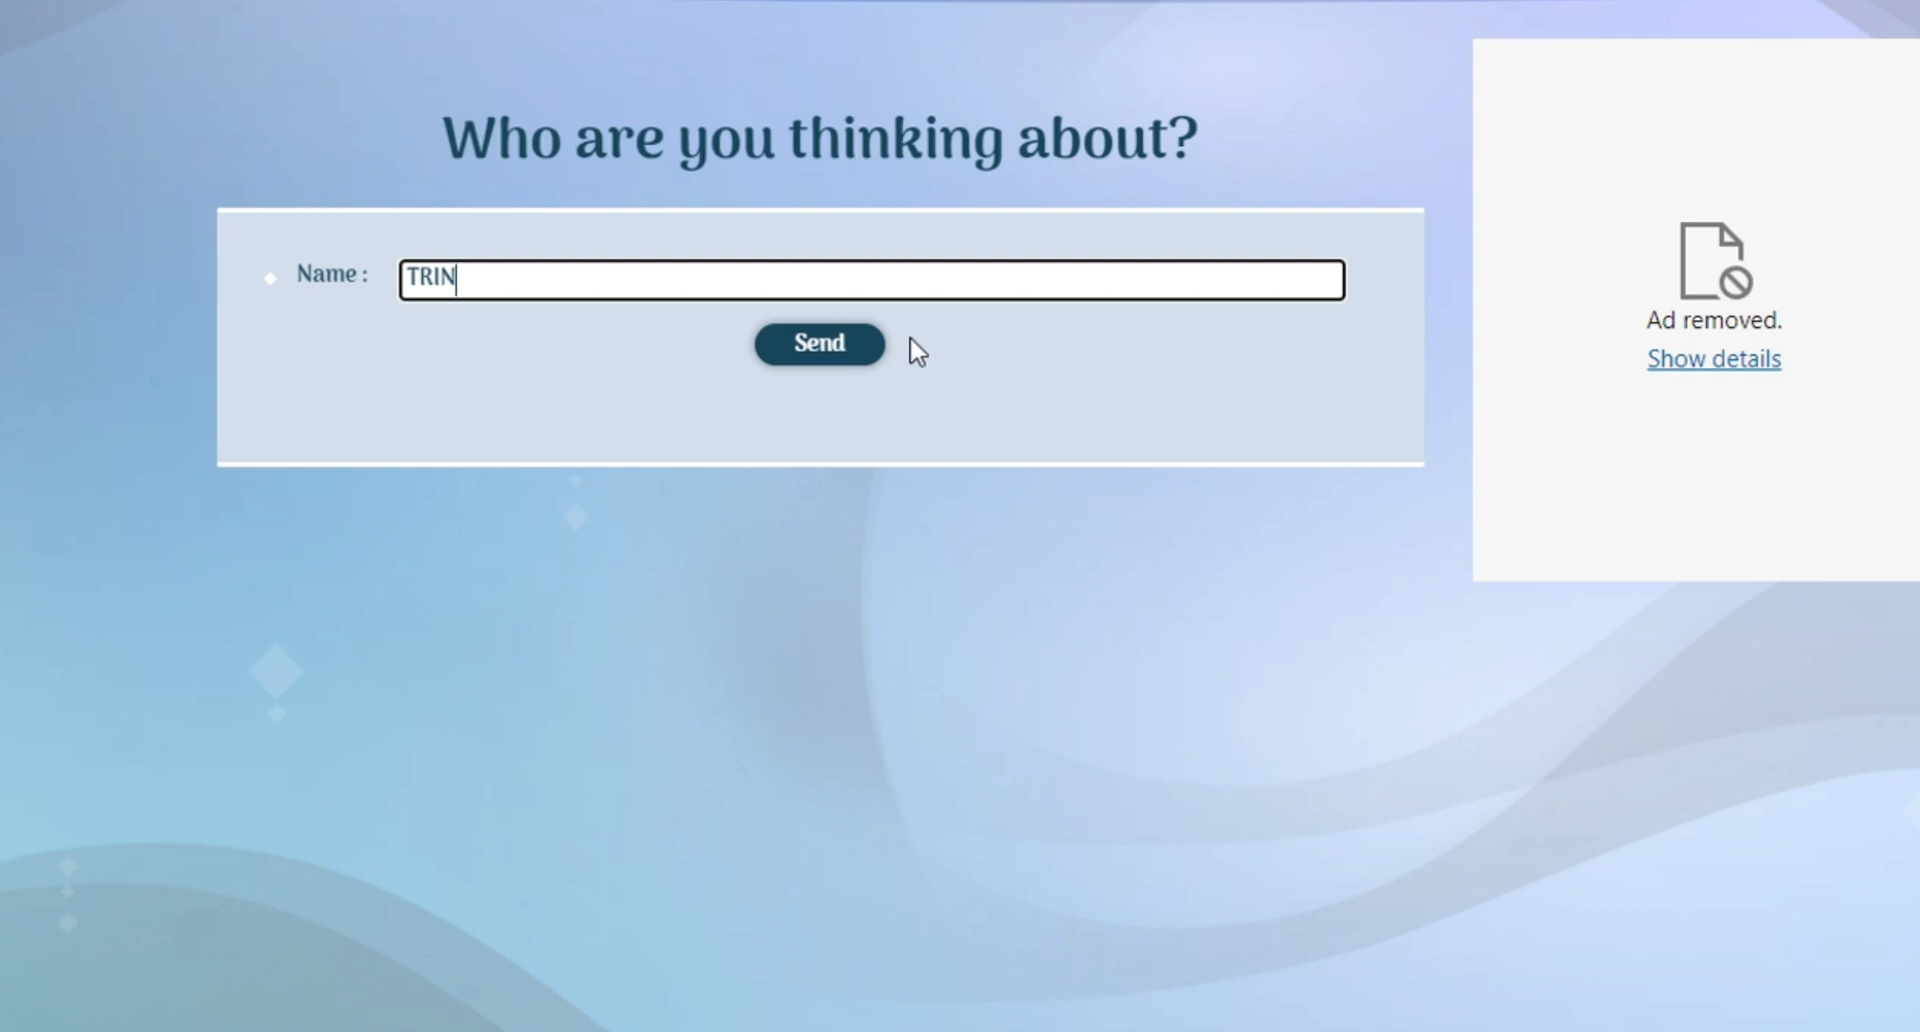 Who are you thinking about?
Name :
TRIN
Send
Ad removed.
Show details